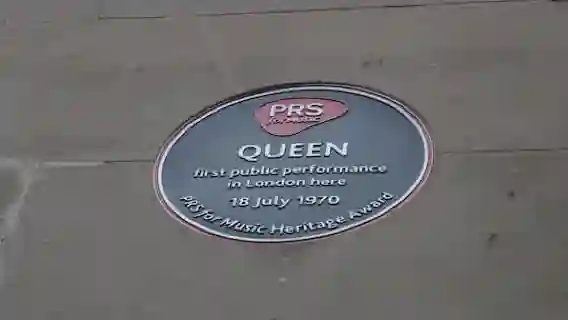 PRS
for Music
QUEEN
first public performance
in London here
18 July 1970
PRS for Music Heritage Award